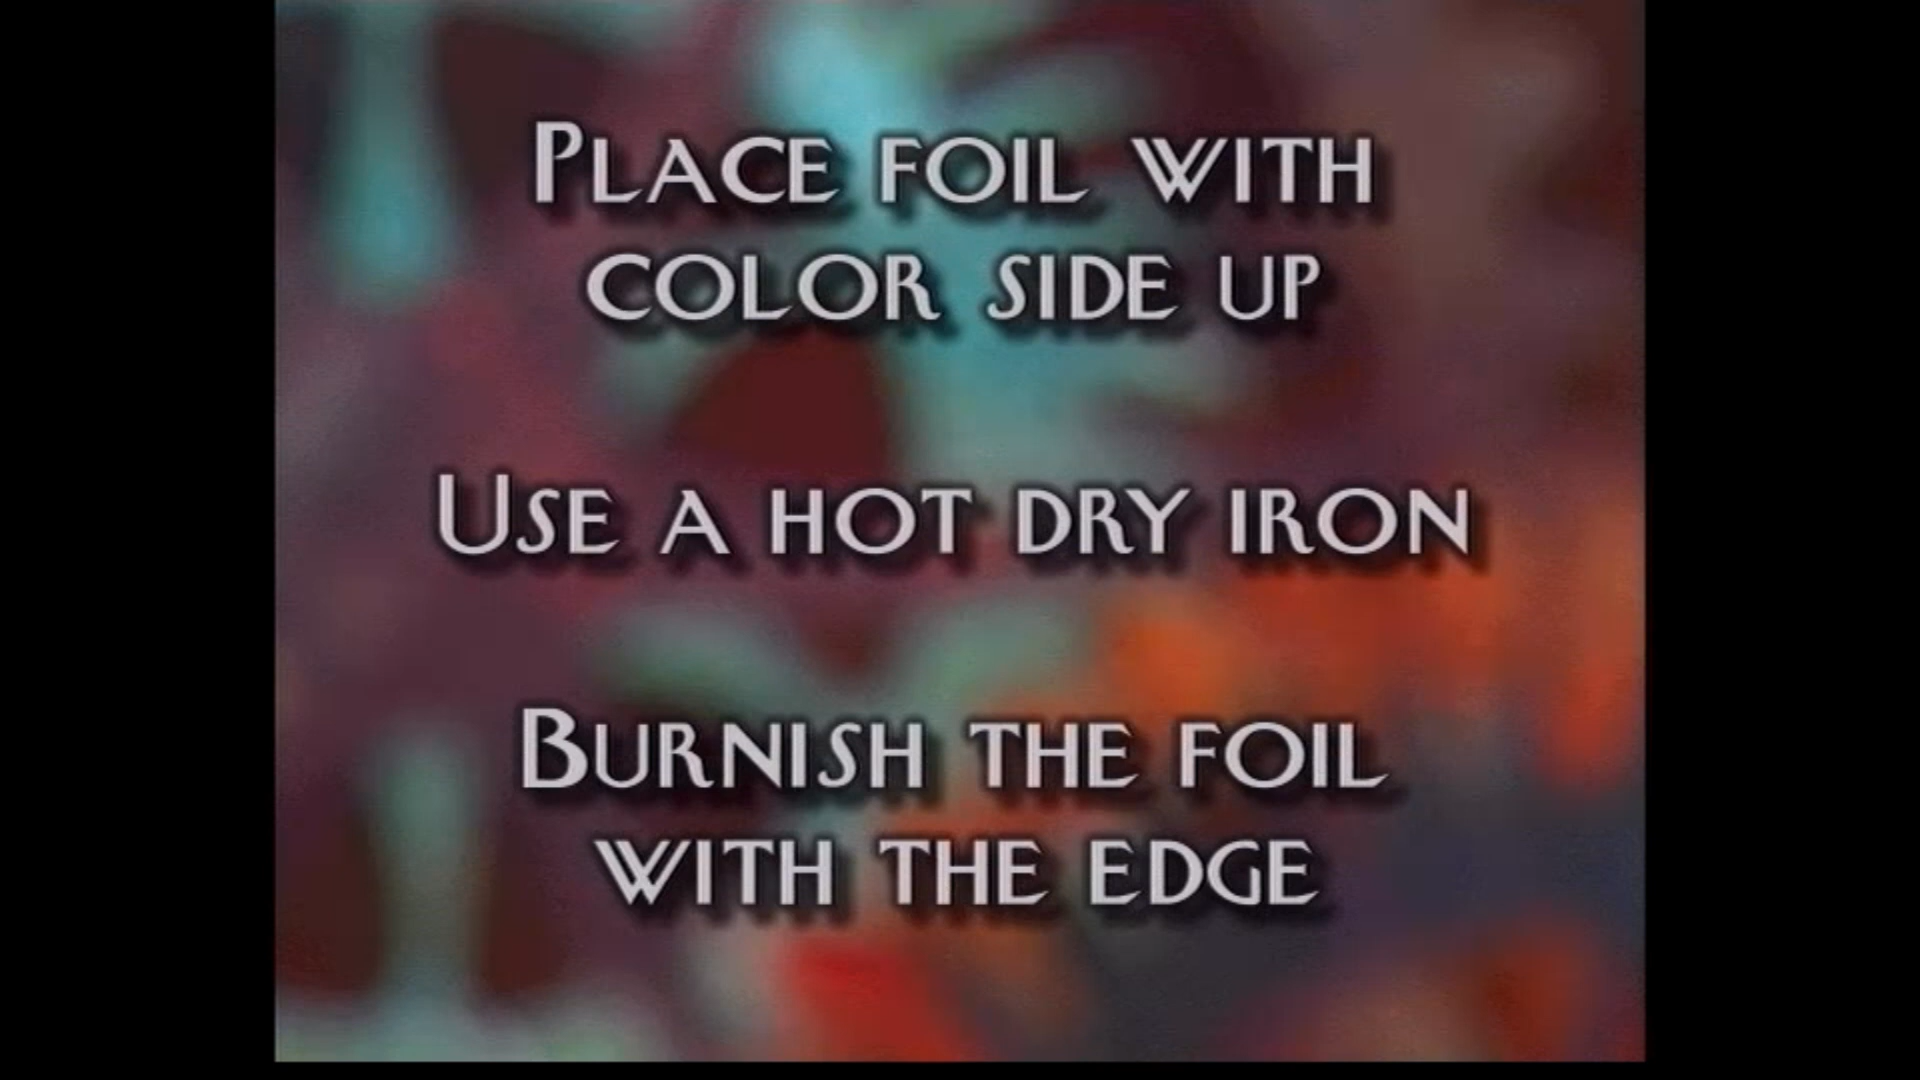 Place foil with
color side up
Use a hot dry iron
Burnish the foil
with the edge